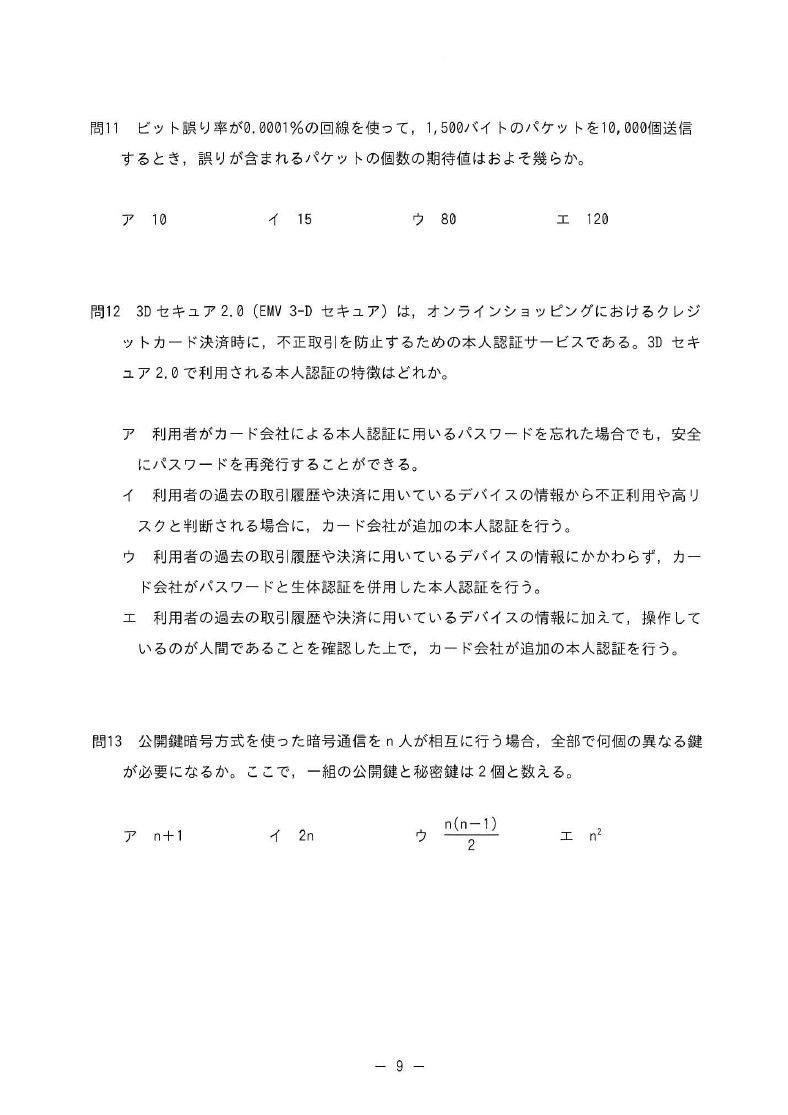 問11 ビット誤り率が0.0001%の回線を使って，1,500バイトのパケットを10,000個送信
するとき，誤りが含まれるパケットの個数の期待値はおよそ幾らか。
ア 10 イ 15 ウ 80 エ 120
問12 3Dセキュア2.0（EMV 3-D セキュア）は，オンラインショッピングにおけるクレジ
ットカード決済時に，不正取引を防止するための本人認証サービスである。3D セキ
ュア2.0で利用される本人認証の特徴はどれか。
ア 利用者がカード会社による本人認証に用いるパスワードを忘れた場合でも，安全
にパスワードを再発行することができる。
イ 利用者の過去の取引履歴や決済に用いているデバイスの情報から不正利用や高リ
スクと判断される場合に，カード会社が追加の本人認証を行う。
ウ 利用者の過去の取引履歴や決済に用いているデバイスの情報にかかわらず，カー
ド会社がパスワードと生体認証を併用した本人認証を行う。
エ 利用者の過去の取引履歴や決済に用いているデバイスの情報に加えて，操作して
いるのが人間であることを確認した上で，カード会社が追加の本人認証を行う。
問13 公開鍵暗号方式を使った暗号通信をn人が相互に行う場合，全部で何個の異なる鍵
が必要になるか。ここで，一組の公開鍵と秘密鍵は2個と数える。
ア n+1 イ 2n ウ n(n−1)/2 エ n²
− 9 −